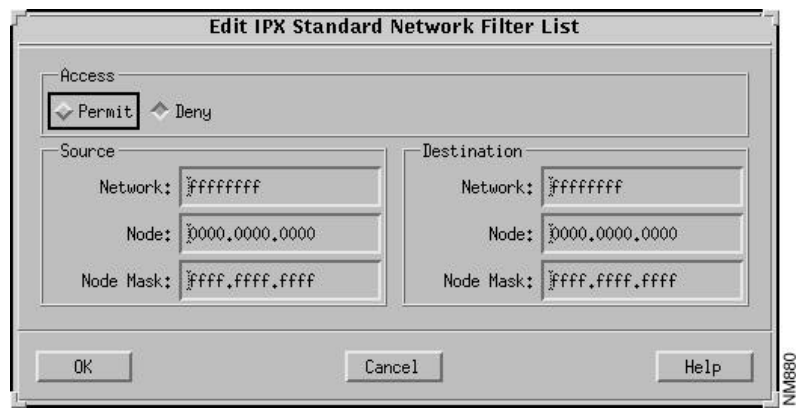 Edit IPX Standard Network Filter List
Access
Permit Deny
Source
Network: ffffffff
Node: 0000.0000.0000
Node Mask: ffff.ffff.ffff
Destination
Network: ffffffff
Node: 0000.0000.0000
Node Mask: ffff.ffff.ffff
OK Cancel Help
NM880